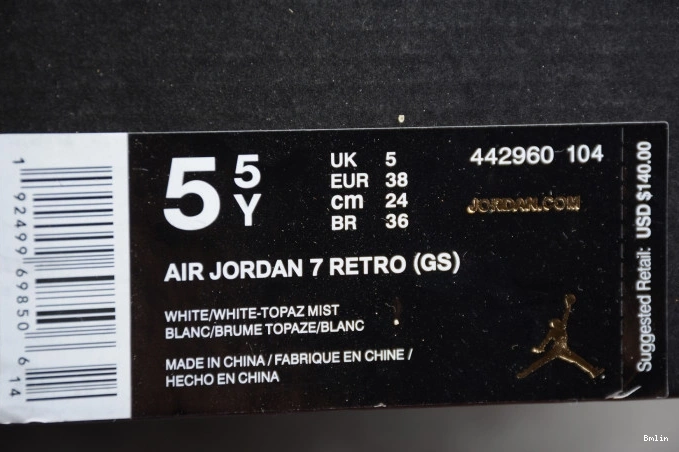 5 5 Y
UK 5
EUR 38
cm 24
BR 36
442960 104
JORDAN.COM
AIR JORDAN 7 RETRO (GS)
WHITE/WHITE-TOPAZ MIST
BLANC/BRUME TOPAZE/BLANC
MADE IN CHINA / FABRIQUE EN CHINE /
HECHO EN CHINA
Suggested Retail: USD $140.00
1 92499 69850 6 14
Bmlin